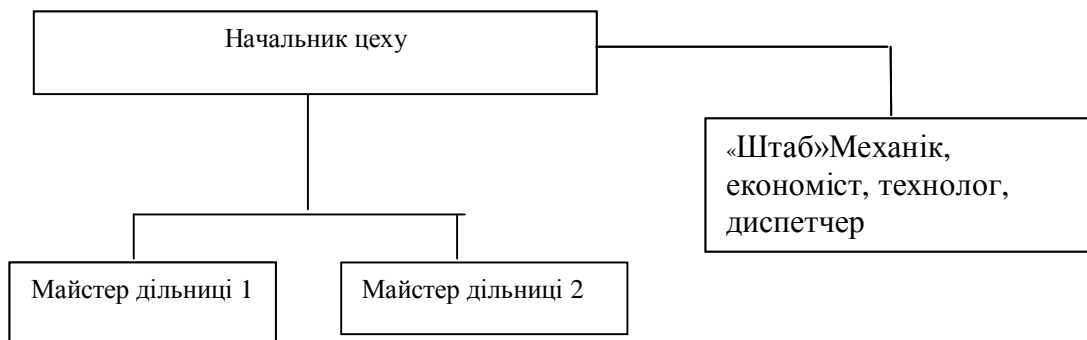 Начальник цеху
«Штаб»Механік,
економіст, технолог,
диспетчер
Майстер дільниці 1
Майстер дільниці 2